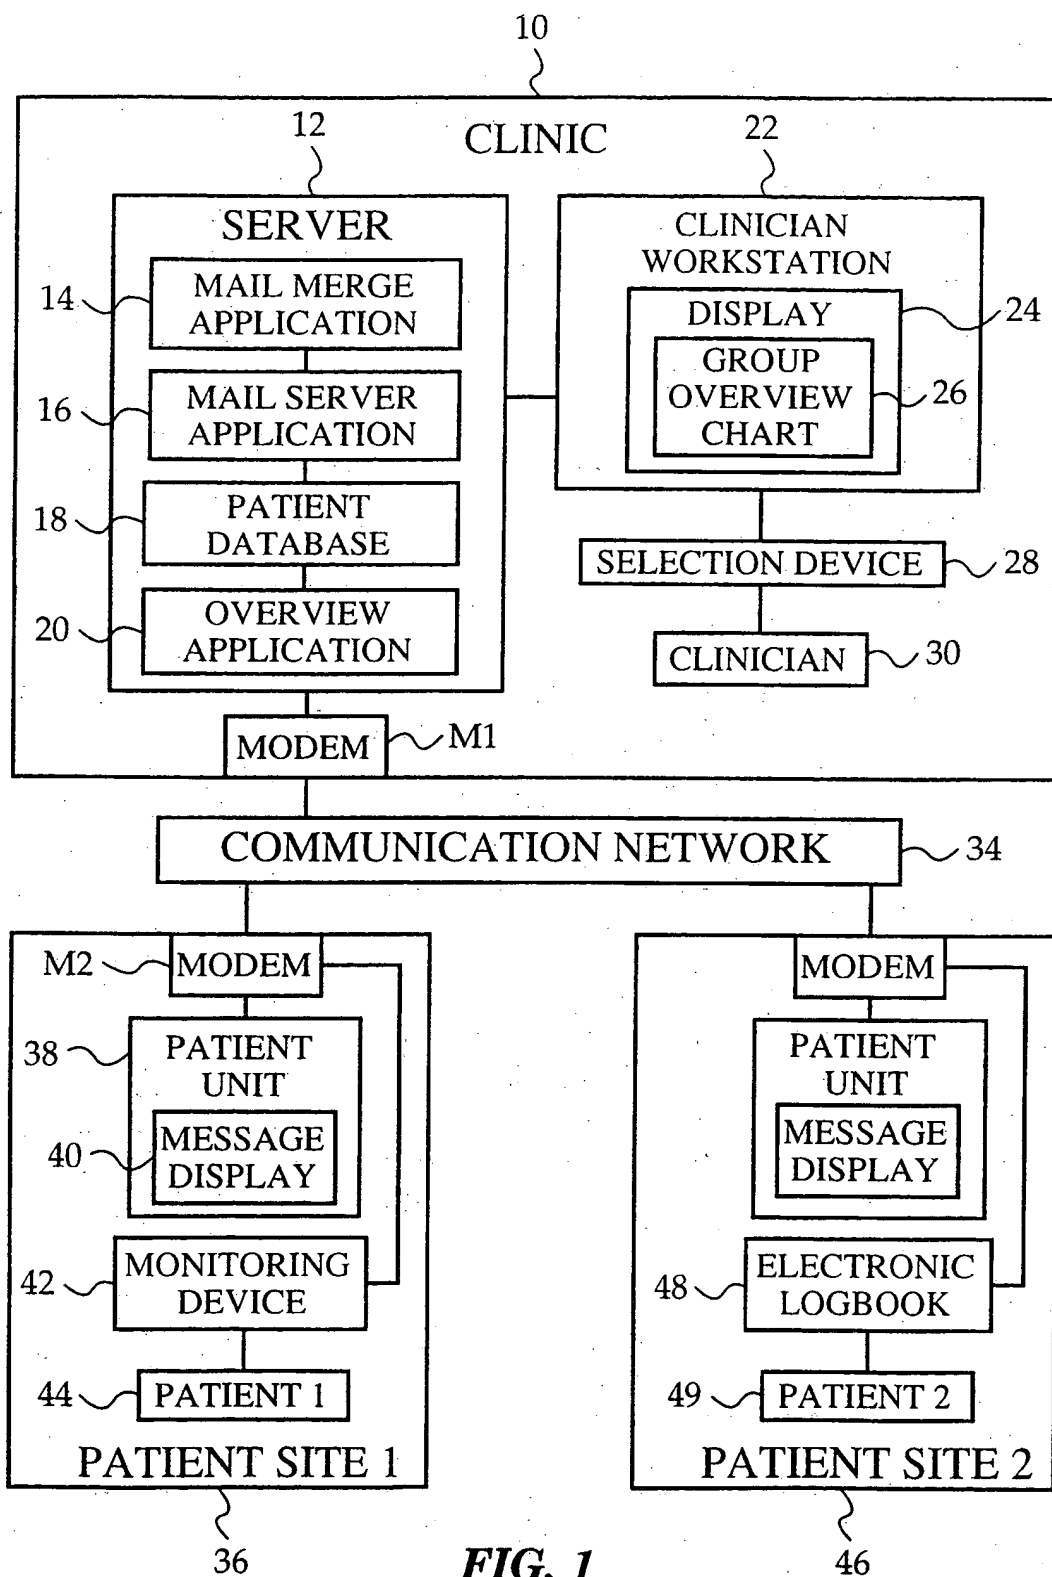 10
12
CLINIC
22
SERVER
CLINICIAN
WORKSTATION
14
MAIL MERGE
APPLICATION
DISPLAY
24
GROUP
OVERVIEW
CHART
26
16
MAIL SERVER
APPLICATION
18
PATIENT
DATABASE
SELECTION DEVICE
28
20
OVERVIEW
APPLICATION
CLINICIAN
30
MODEM
M1
COMMUNICATION NETWORK
34
M2
MODEM
MODEM
38
PATIENT
UNIT
PATIENT
UNIT
40
MESSAGE
DISPLAY
MESSAGE
DISPLAY
42
MONITORING
DEVICE
48
ELECTRONIC
LOGBOOK
44
PATIENT 1
49
PATIENT 2
PATIENT SITE 1
PATIENT SITE 2
36
46
FIG. 1